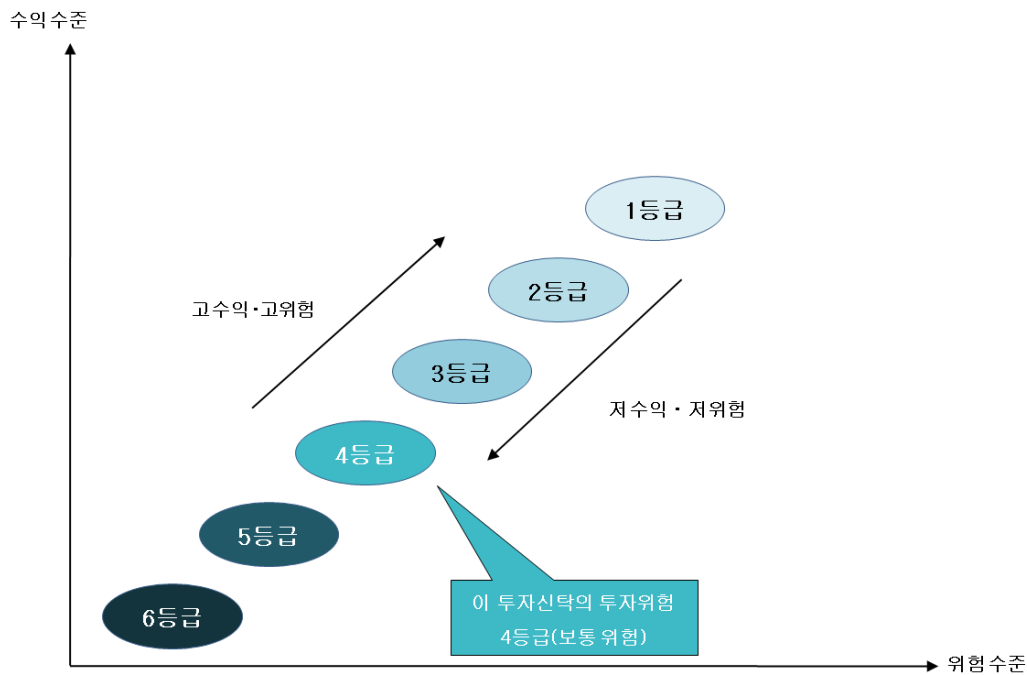 수익수준
1등급
2등급
고수익·고위험
3등급
저수익 · 저위험
4등급
5등급
이 투자신탁의 투자위험
4등급(보통 위험)
6등급
위험수준